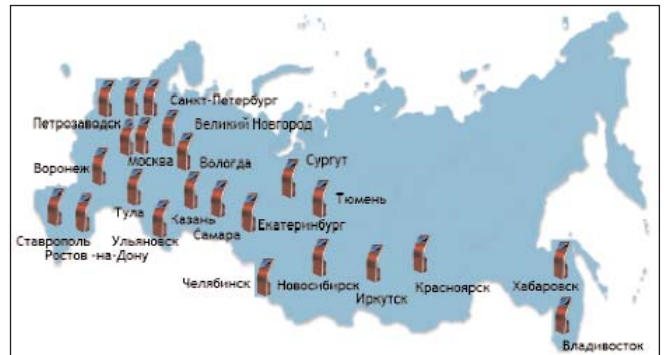 Санкт-Петербург
Петрозаводск
Великий Новгород
Москва
Вологда
Воронеж
Сургут
Тюмень
Тула
Казань
Екатеринбург
Самара
Ульяновск
Ставрополь
Ростов -на-Дону
Челябинск
Новосибирск
Иркутск
Красноярск
Хабаровск
Владивосток